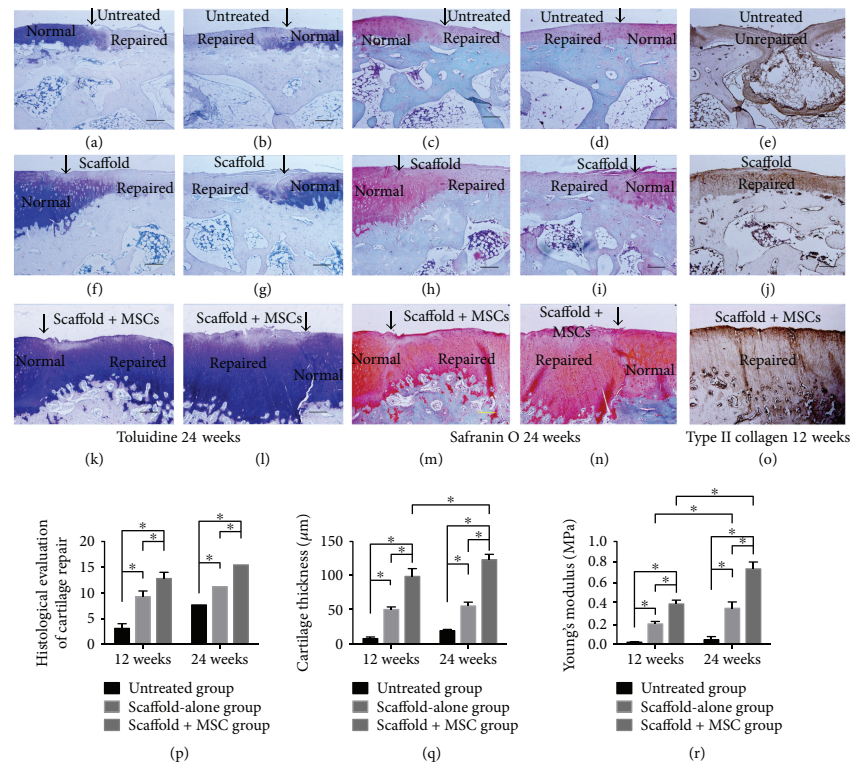 Untreated
Normal
Repaired
Untreated
Repaired
Normal
Untreated
Normal
Repaired
Untreated
Repaired
Normal
Untreated
Unrepaired
(a)
(b)
(c)
(d)
(e)
Scaffold
Normal
Repaired
Scaffold
Repaired
Normal
Scaffold
Normal
Repaired
Scaffold
Repaired
Normal
Scaffold
Repaired
(f)
(g)
(h)
(i)
(j)
Scaffold + MSCs
Normal
Repaired
Scaffold + MSCs
Repaired
Normal
Scaffold + MSCs
Normal
Repaired
Scaffold +
MSCs
Repaired
Normal
Scaffold + MSCs
Repaired
Toluidine 24 weeks
Safranin O 24 weeks
Type II collagen 12 weeks
(k)
(l)
(m)
(n)
(o)
Histological evaluation
of cartilage repair
20
15
10
5
0
* * * * * *
12 weeks
24 weeks
Untreated group
Scaffold-alone group
Scaffold + MSC group
(p)
Cartilage thickness (μm)
150
100
50
0
* * * * * * *
12 weeks
24 weeks
Untreated group
Scaffold-alone group
Scaffold + MSC group
(q)
Young's modulus (MPa)
1.0
0.8
0.6
0.4
0.2
0.0
* * * * * * * *
12 weeks
24 weeks
Untreated group
Scaffold-alone group
Scaffold + MSC group
(r)